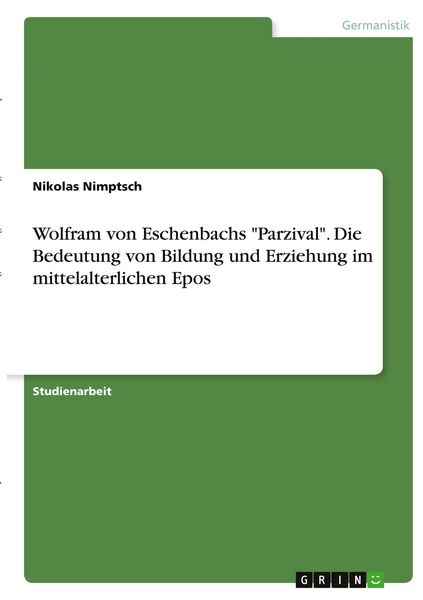 Germanistik
Nikolas Nimptsch
Wolfram von Eschenbachs "Parzival". Die
Bedeutung von Bildung und Erziehung im
mittelalterlichen Epos
Studienarbeit
GRIN